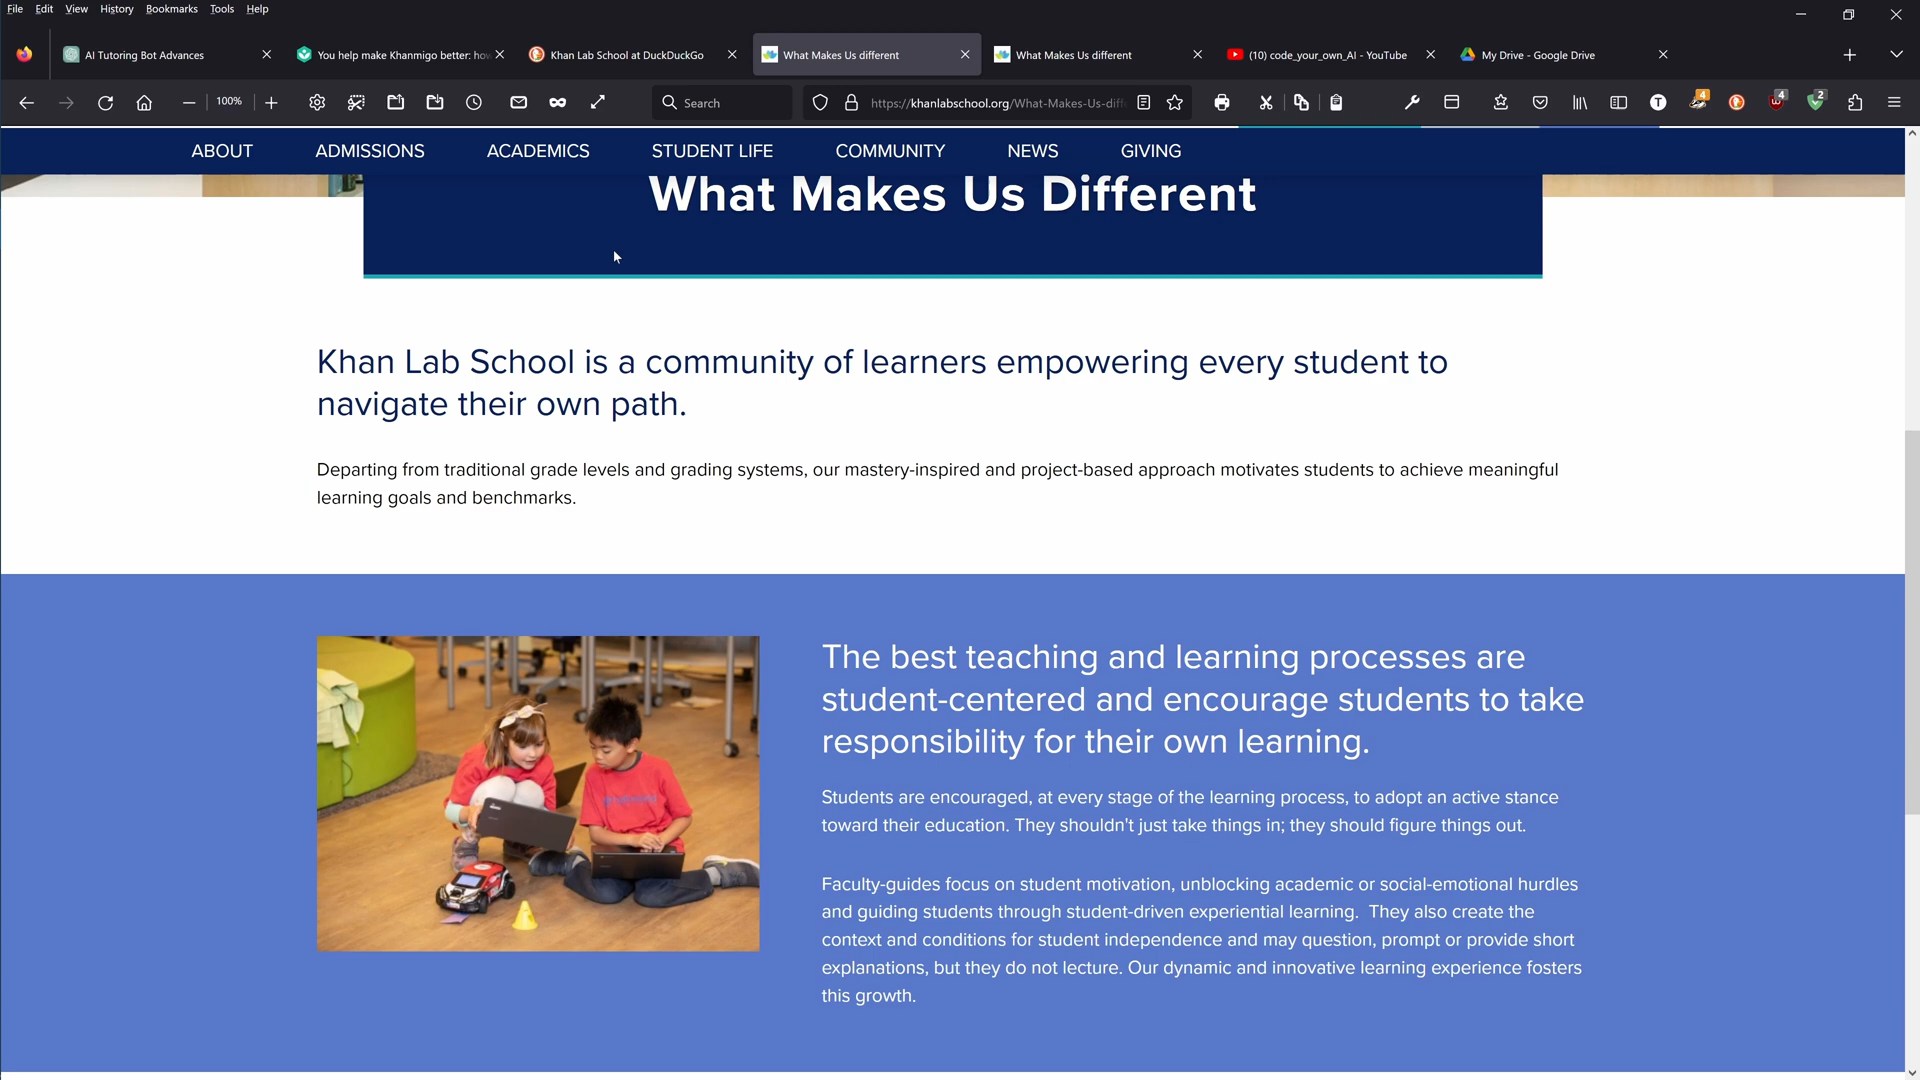 File Edit View History Bookmarks Tools Help
AI Tutoring Bot Advances
You help make Khanmigo better: how
Khan Lab School at DuckDuckGo
What Makes Us different
What Makes Us different
(10) code_your_own_AI - YouTube
My Drive - Google Drive
100%
Search
https://khanlabschool.org/What-Makes-Us-diff
4
4
2
ABOUT ADMISSIONS ACADEMICS STUDENT LIFE COMMUNITY NEWS GIVING
What Makes Us Different
Khan Lab School is a community of learners empowering every student to
navigate their own path.
Departing from traditional grade levels and grading systems, our mastery-inspired and project-based approach motivates students to achieve meaningful
learning goals and benchmarks.
The best teaching and learning processes are
student-centered and encourage students to take
responsibility for their own learning.
Students are encouraged, at every stage of the learning process, to adopt an active stance
toward their education. They shouldn't just take things in; they should figure things out.
Faculty-guides focus on student motivation, unblocking academic or social-emotional hurdles
and guiding students through student-driven experiential learning. They also create the
context and conditions for student independence and may question, prompt or provide short
explanations, but they do not lecture. Our dynamic and innovative learning experience fosters
this growth.